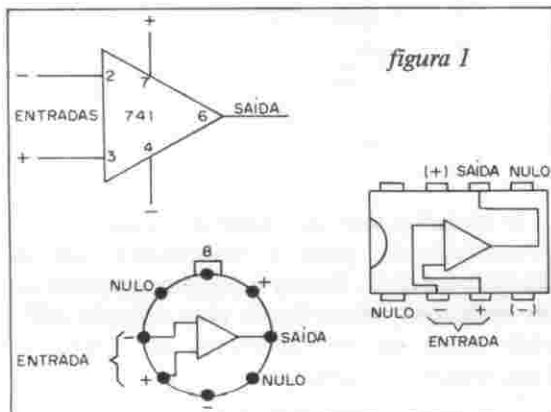 +
figura 1
- 2 7
ENTRADAS 741 6 SAÍDA
+ 3 4
-
(+) SAÍDA NULO
NULO - + (-)
ENTRADA
8
NULO +
- SAÍDA
ENTRADA
+ NULO
-